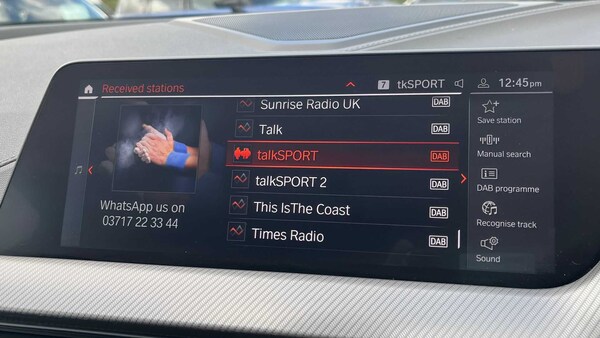 Received stations
7 tkSPORT
12:45pm
Sunrise Radio UK DAB
Talk DAB
talkSPORT DAB
talkSPORT 2 DAB
This IsThe Coast DAB
Times Radio DAB
WhatsApp us on
03717 22 33 44
Save station
Manual search
DAB programme
Recognise track
Sound